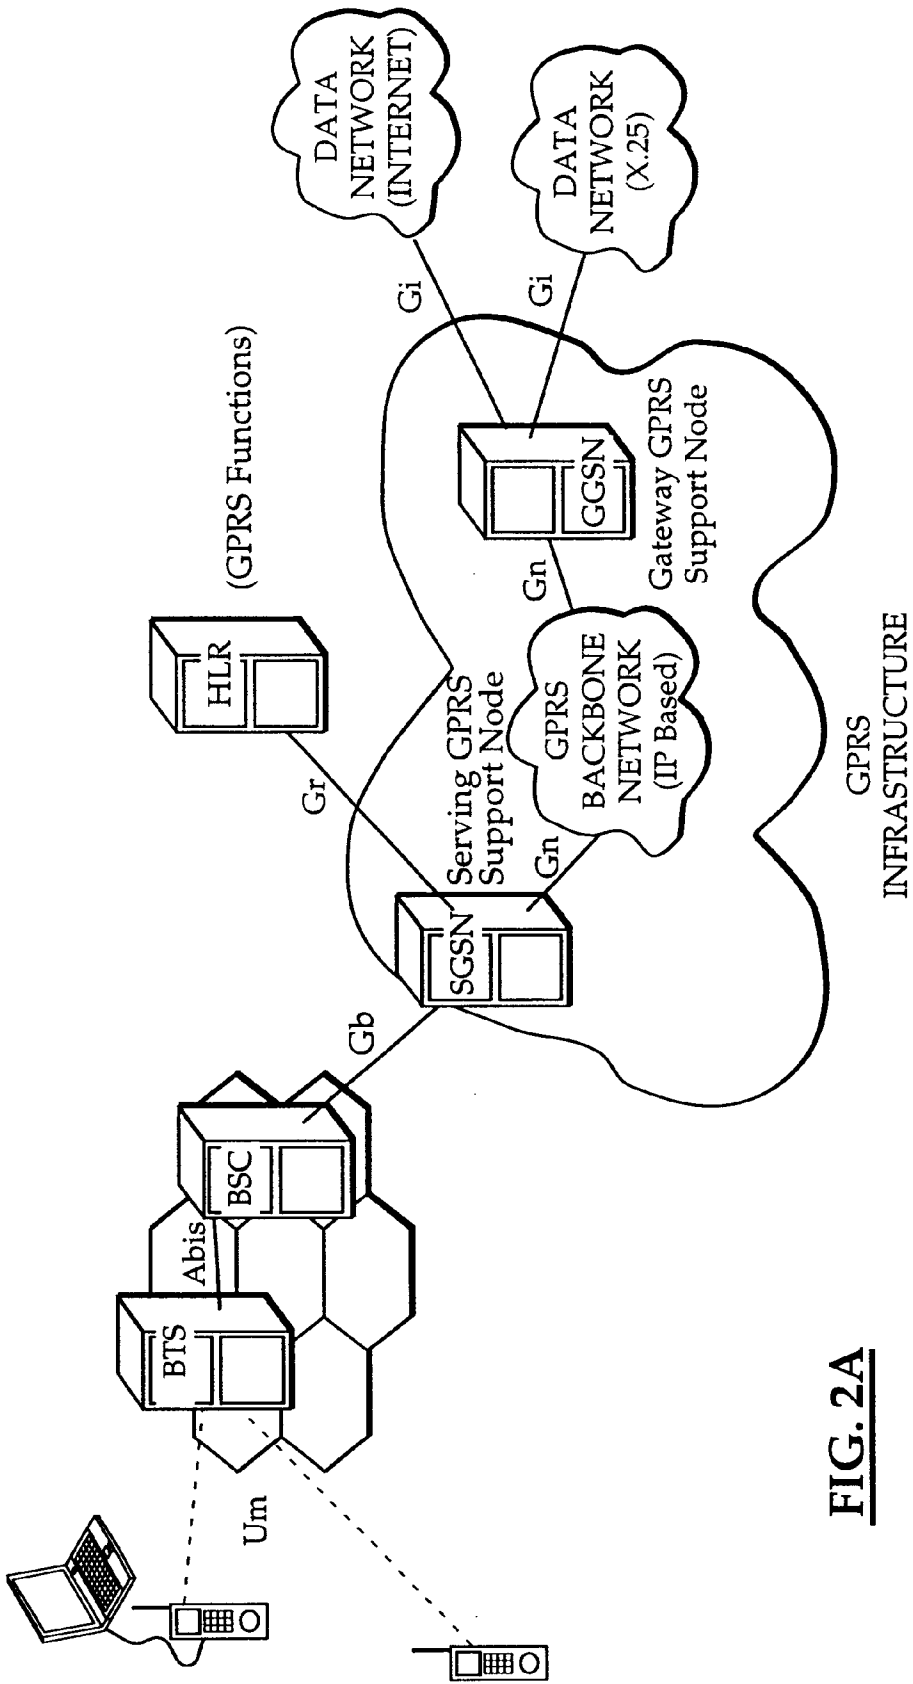 DATA
NETWORK
(INTERNET)
DATA
NETWORK
(X.25)
Gi
Gi
(GPRS Functions)
HLR
Gr
GGSN
Gateway GPRS
Support Node
Gn
GPRS
BACKBONE
NETWORK
(IP Based)
Gn
Serving GPRS
Support Node
SGSN
Gb
BSC
Abis
BTS
Um
GPRS
INFRASTRUCTURE
FIG. 2A